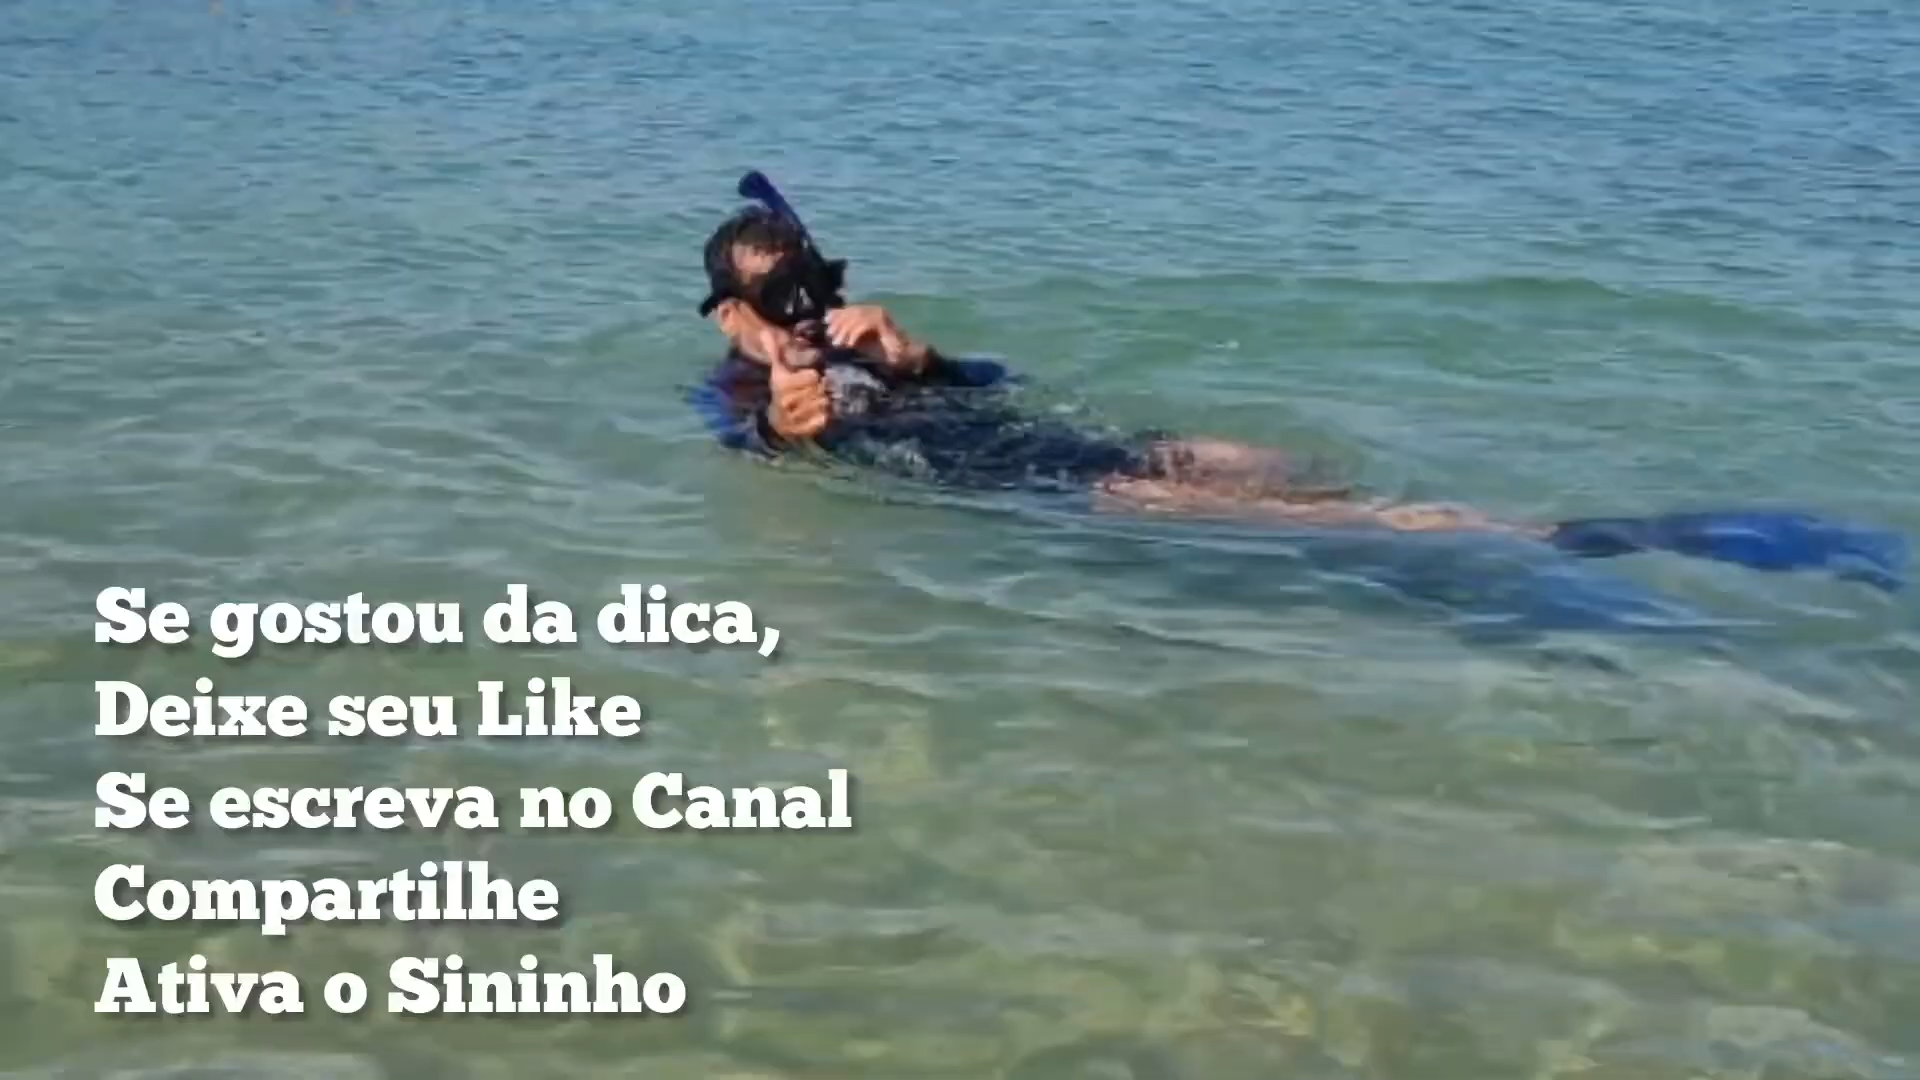 Se gostou da dica,
Deixe seu Like
Se escreva no Canal
Compartilhe
Ativa o Sininho